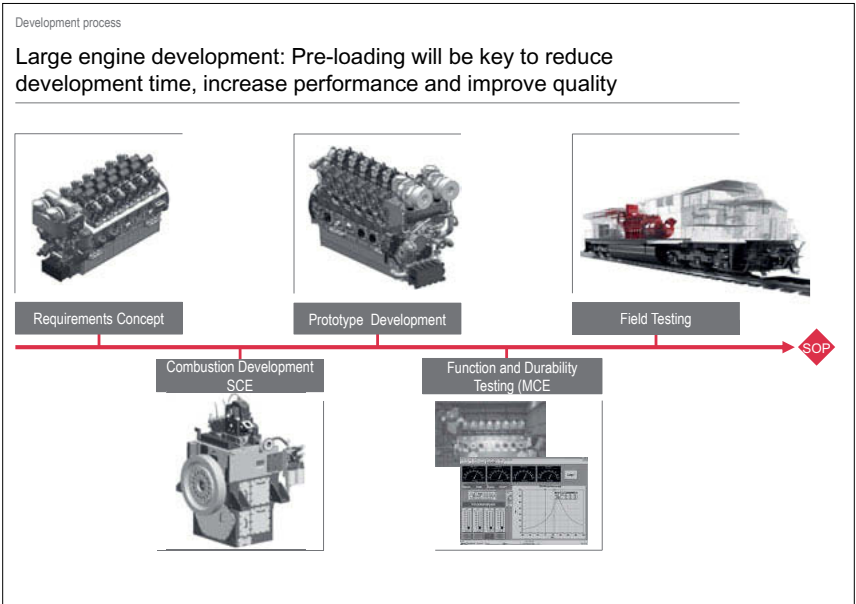 Development process
Large engine development: Pre-loading will be key to reduce
development time, increase performance and improve quality
Requirements Concept
Prototype Development
Field Testing
SOP
Combustion Development
SCE
Function and Durability
Testing (MCE